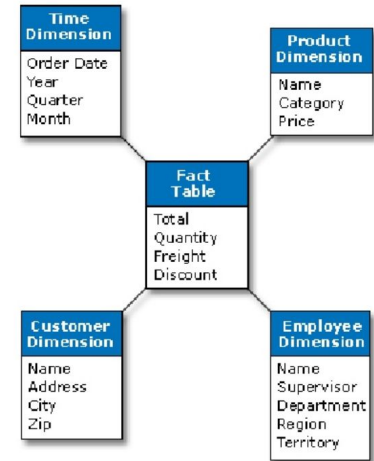 Time
Dimension
Order Date
Year
Quarter
Month
Product
Dimension
Name
Category
Price
Fact
Table
Total
Quantity
Freight
Discount
Customer
Dimension
Name
Address
City
Zip
Employee
Dimension
Name
Supervisor
Department
Region
Territory